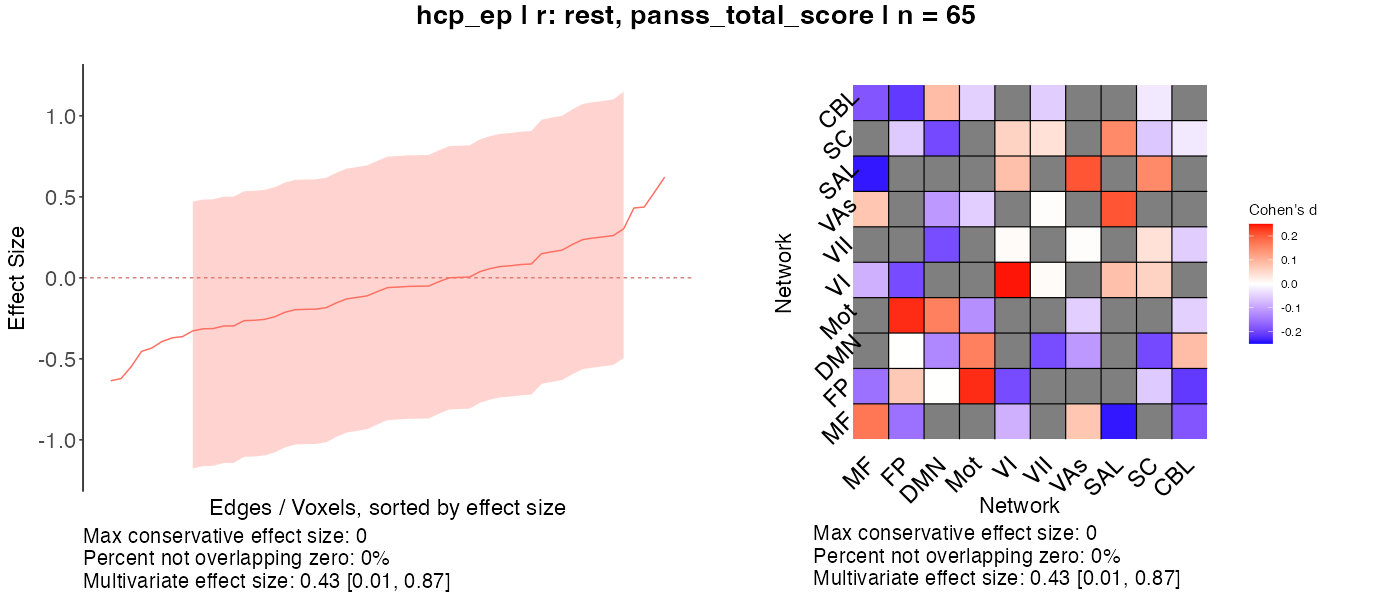 hcp_ep | r: rest, panss_total_score | n = 65
Effect Size
1.0
0.5
0.0
-0.5
-1.0
Edges / Voxels, sorted by effect size
Max conservative effect size: 0
Percent not overlapping zero: 0%
Multivariate effect size: 0.43 [0.01, 0.87]
Network
CBL
SC
SAL
VAs
VII
VI
Mot
DMN
FP
MF
MF
FP
DMN
Mot
VI
VII
VAs
SAL
SC
CBL
Network
Cohen's d
0.2
0.1
0.0
-0.1
-0.2
Max conservative effect size: 0
Percent not overlapping zero: 0%
Multivariate effect size: 0.43 [0.01, 0.87]